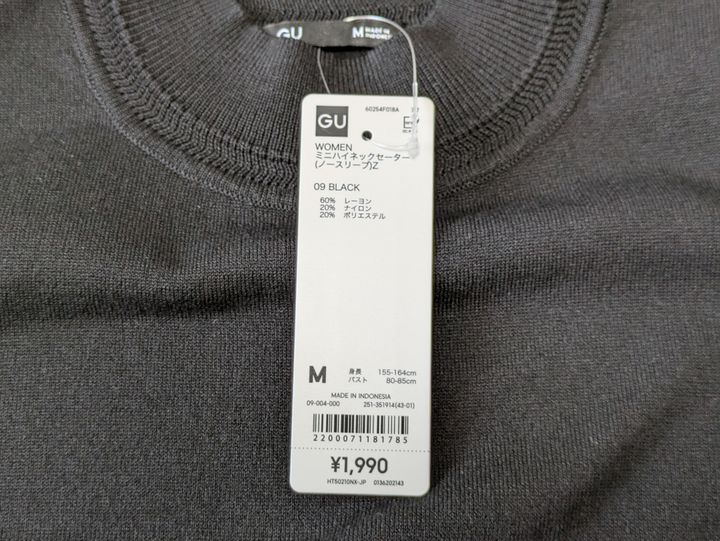 GU
M MADE IN
INDONESIA
60254F018A
GU
WOMEN
ミニハイネックセーター
(ノースリーブ)Z
09 BLACK
60% レーヨン
20% ナイロン
20% ポリエステル
M 身長 155-164cm
バスト 80-85cm
MADE IN INDONESIA
09-004-000 251-351914(43-01)
2200071181785
¥1,990
HT50210NX-JP 0136202143